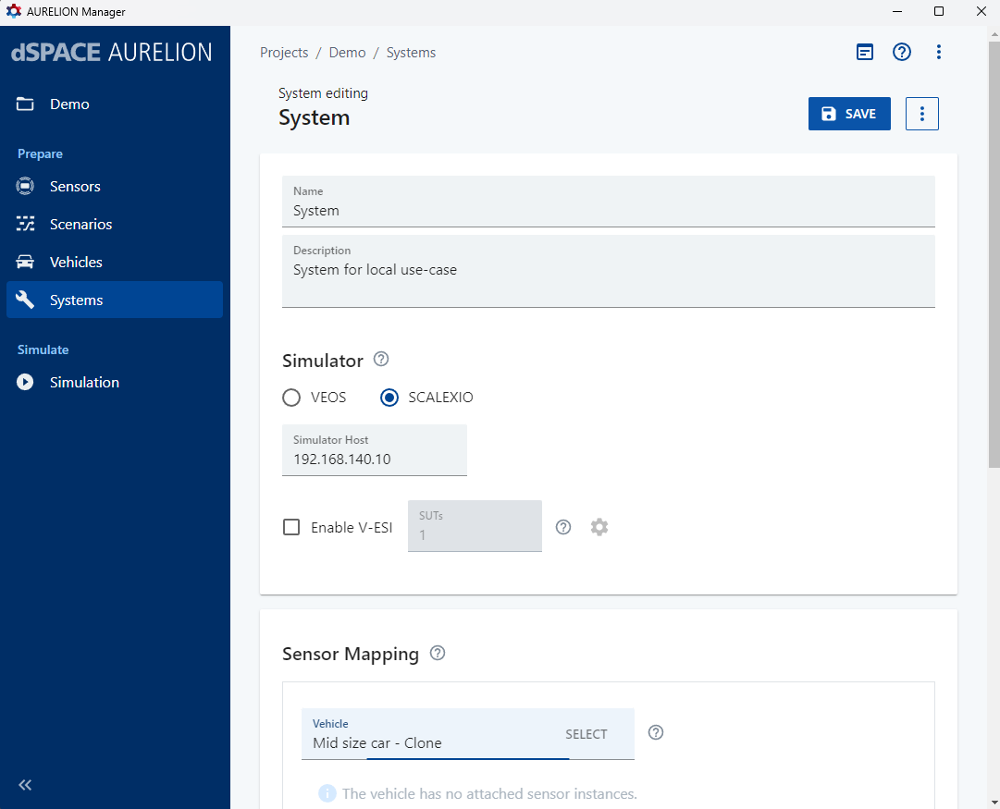 AURELION Manager
dSPACE AURELION
Demo
Prepare
Sensors
Scenarios
Vehicles
Systems
Simulate
Simulation
Projects / Demo / Systems
System editing
System
SAVE
Name
System
Description
System for local use-case
Simulator
VEOS SCALEXIO
Simulator Host
192.168.140.10
Enable V-ESI
SUTs
1
Sensor Mapping
Vehicle
Mid size car - Clone
SELECT
The vehicle has no attached sensor instances.